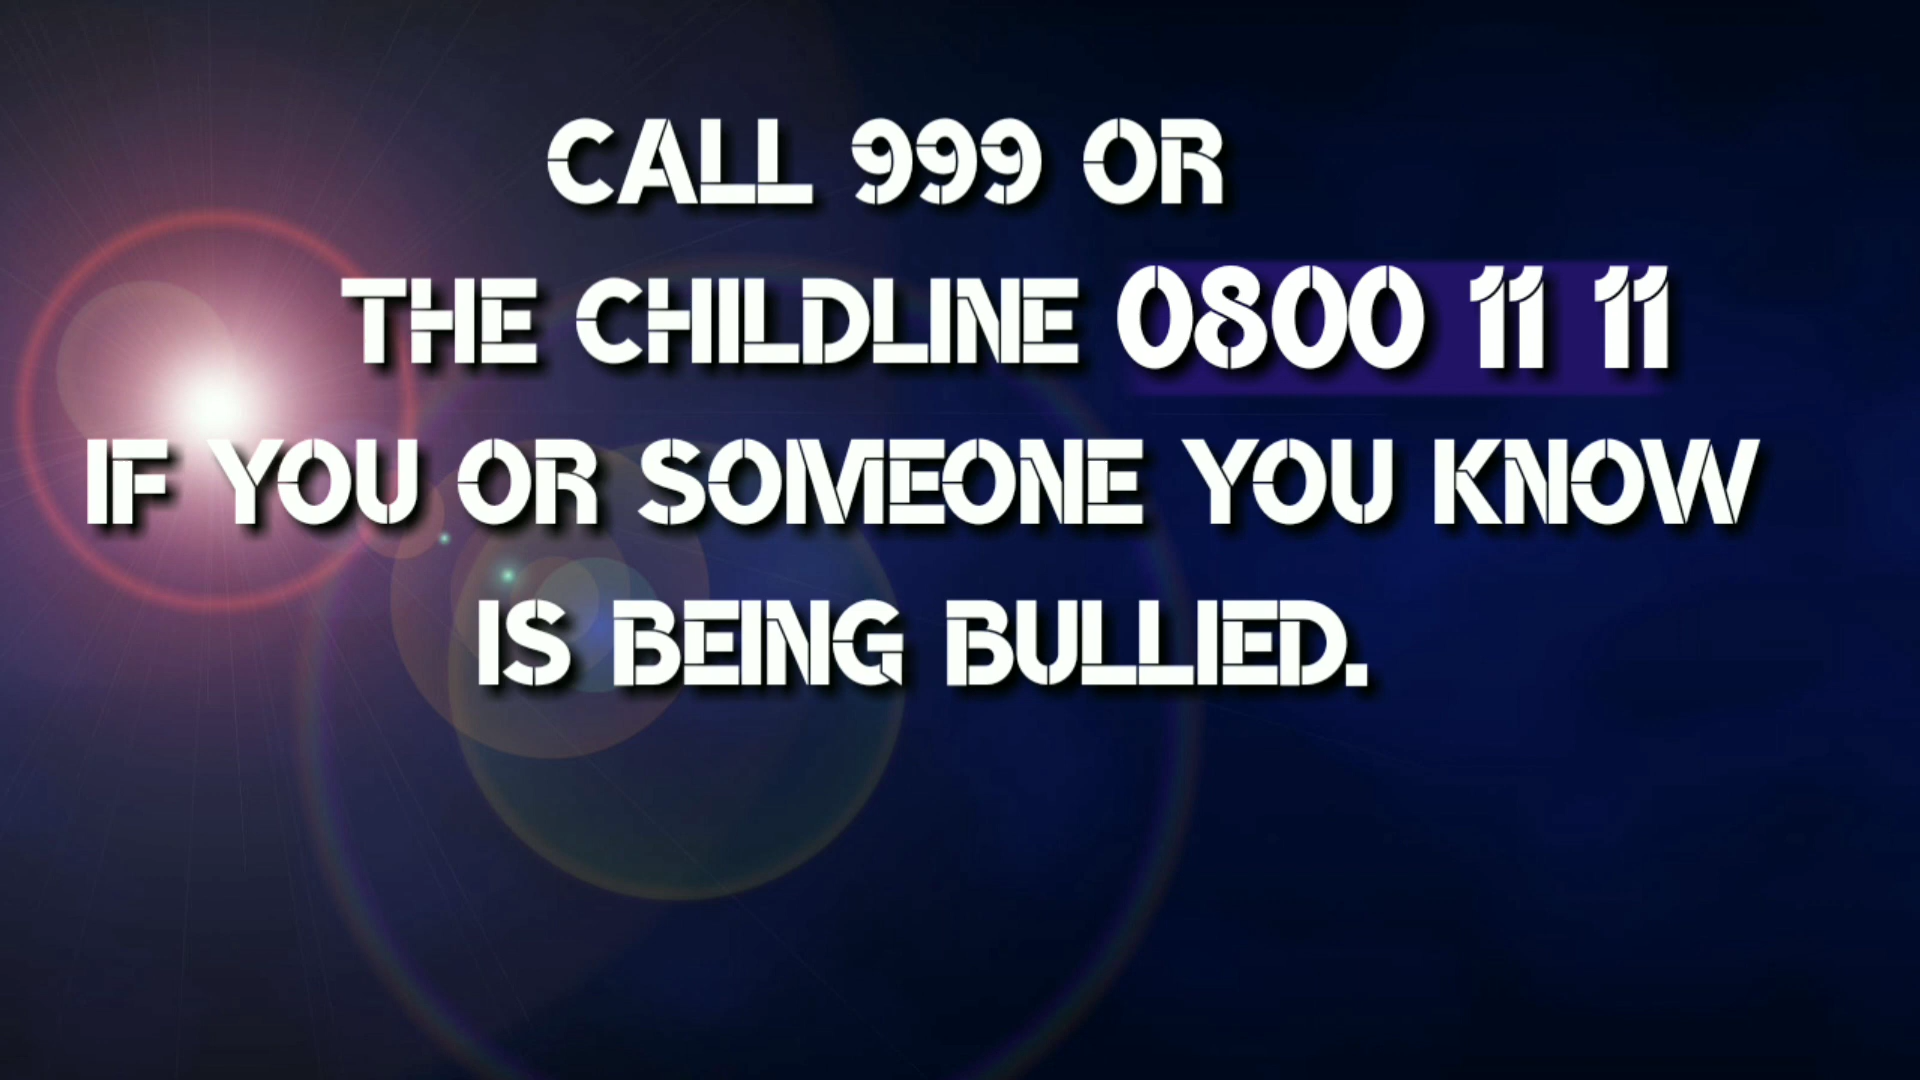 CALL 999 OR
THE CHILDLINE 0800 11 11
IF YOU OR SOMEONE YOU KNOW
IS BEING BULLIED.